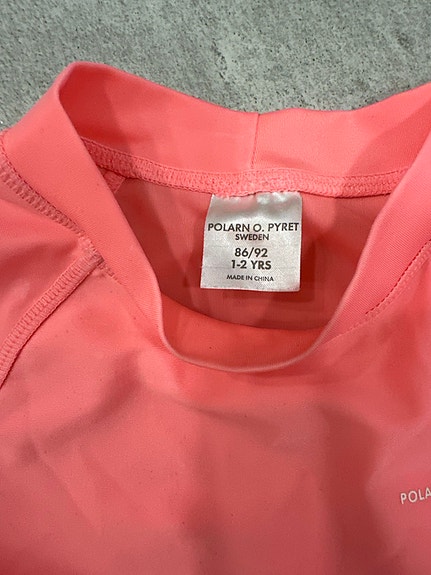 POLARN O. PYRET
SWEDEN
86/92
1-2 YRS
MADE IN CHINA
POLA